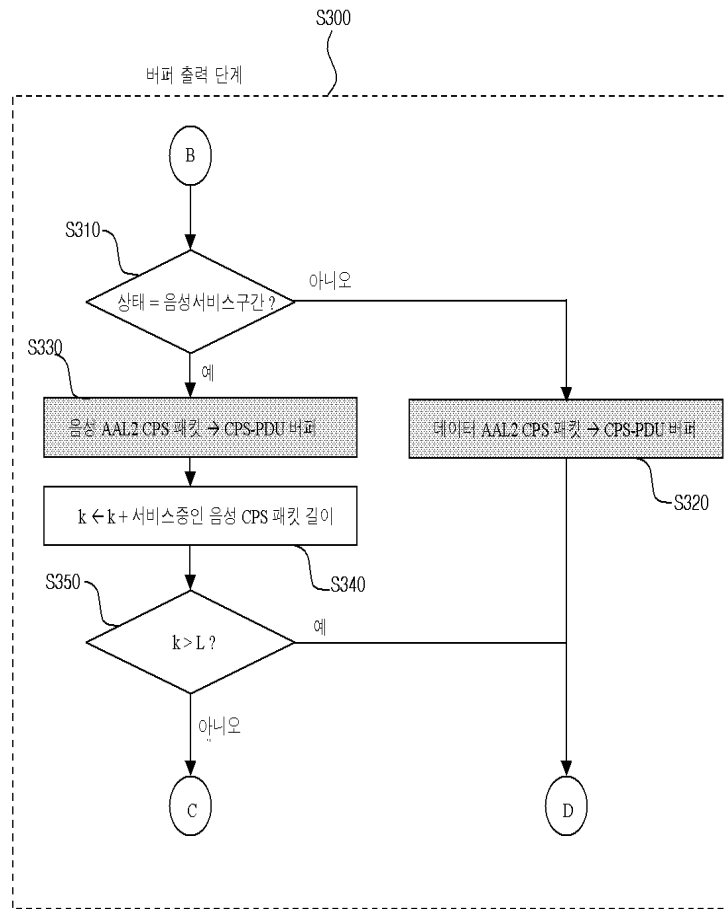 S300
버퍼 출력 단계
B
S310
상태 = 음성서비스구간 ?
아니오
S330
예
음성 AAL2 CPS 패킷 → CPS-PDU 버퍼
데이터 AAL2 CPS 패킷 → CPS-PDU 버퍼
S320
k ← k + 서비스중인 음성 CPS 패킷 길이
S340
S350
k > L ?
예
아니오
C
D